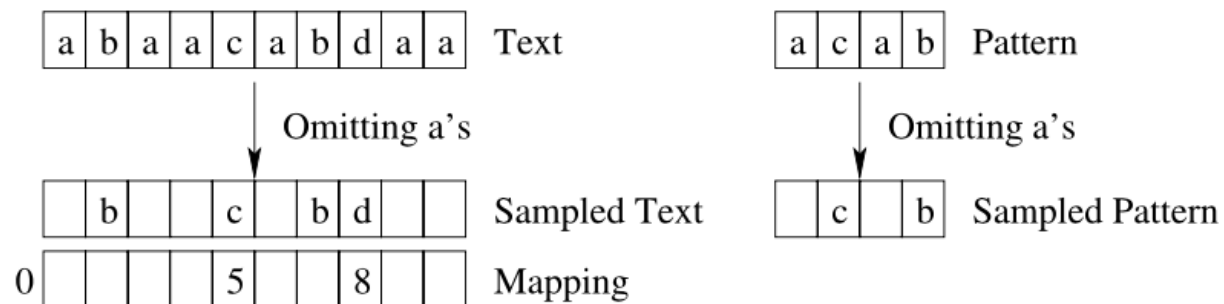 a b a a c a b d a a Text a c a b Pattern
Omitting a's Omitting a's
b c b d Sampled Text c b Sampled Pattern
0 5 8 Mapping